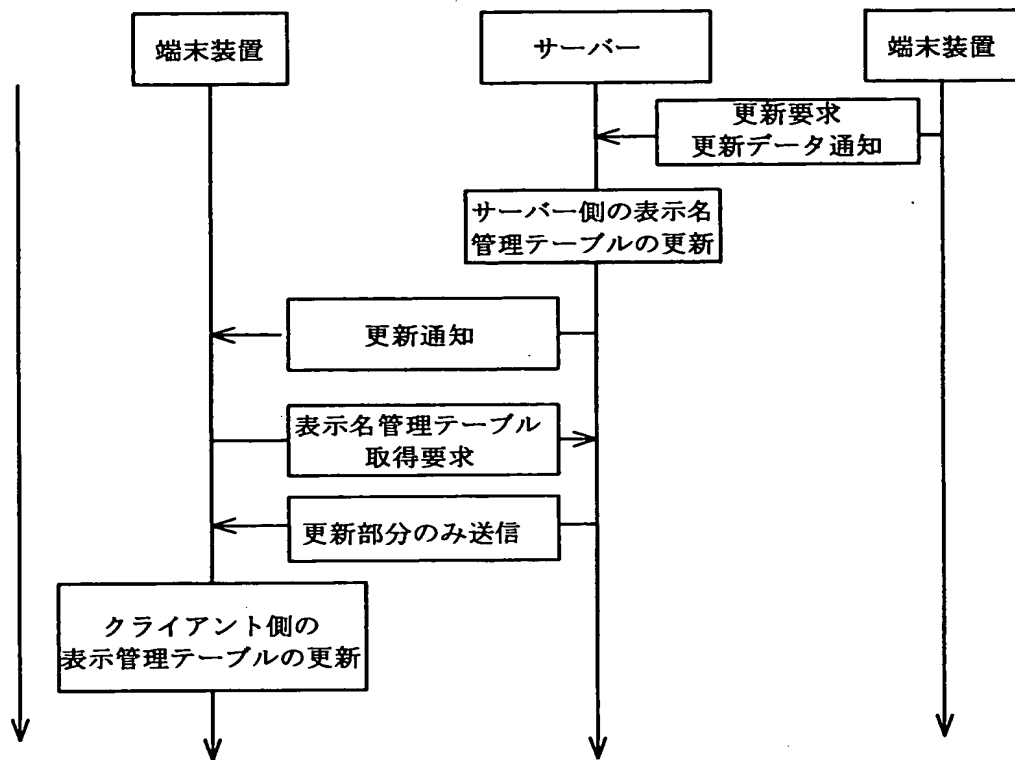 端末装置
サーバー
端末装置
更新要求
更新データ通知
サーバー側の表示名
管理テーブルの更新
更新通知
表示名管理テーブル
取得要求
更新部分のみ送信
クライアント側の
表示管理テーブルの更新